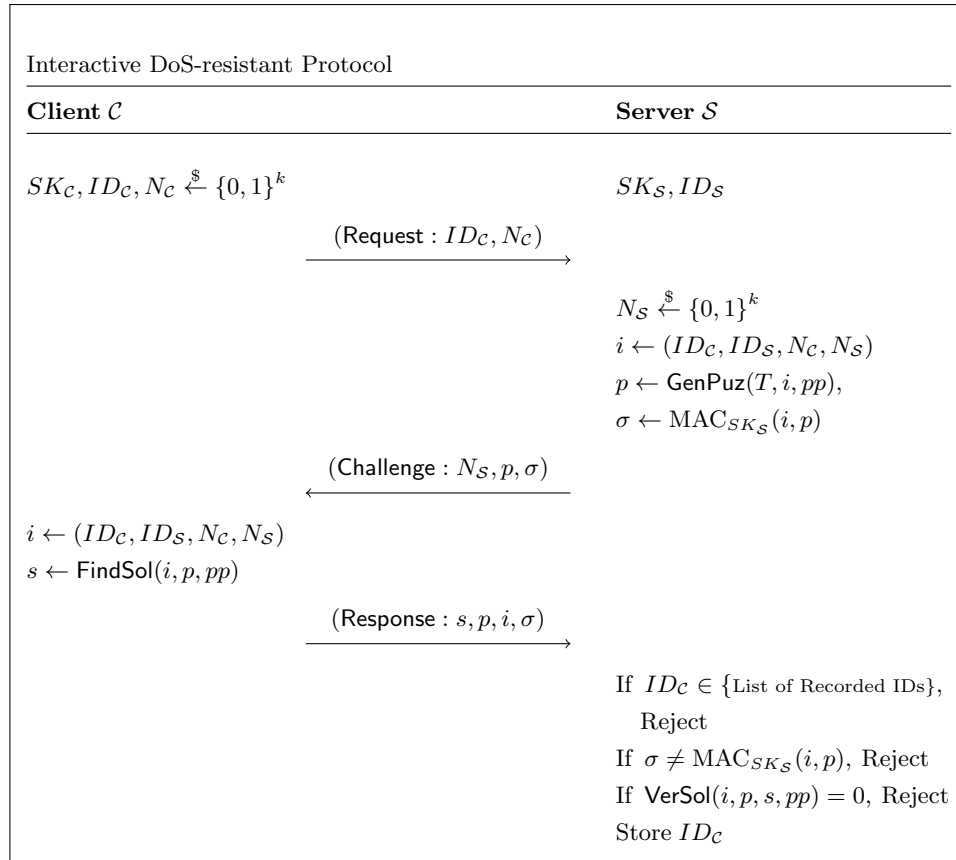 Interactive DoS-resistant Protocol
Client 𝒞 Server 𝒮
SK_𝒞, ID_𝒞, N_𝒞 ←$ {0, 1}^k SK_𝒮, ID_𝒮
(Request : ID_𝒞, N_𝒞)
N_𝒮 ←$ {0, 1}^k
i ← (ID_𝒞, ID_𝒮, N_𝒞, N_𝒮)
p ← GenPuz(T, i, pp),
σ ← MAC_{SK_𝒮}(i, p)
(Challenge : N_𝒮, p, σ)
i ← (ID_𝒞, ID_𝒮, N_𝒞, N_𝒮)
s ← FindSol(i, p, pp)
(Response : s, p, i, σ)
If ID_𝒞 ∈ {List of Recorded IDs},
Reject
If σ ≠ MAC_{SK_𝒮}(i, p), Reject
If VerSol(i, p, s, pp) = 0, Reject
Store ID_𝒞